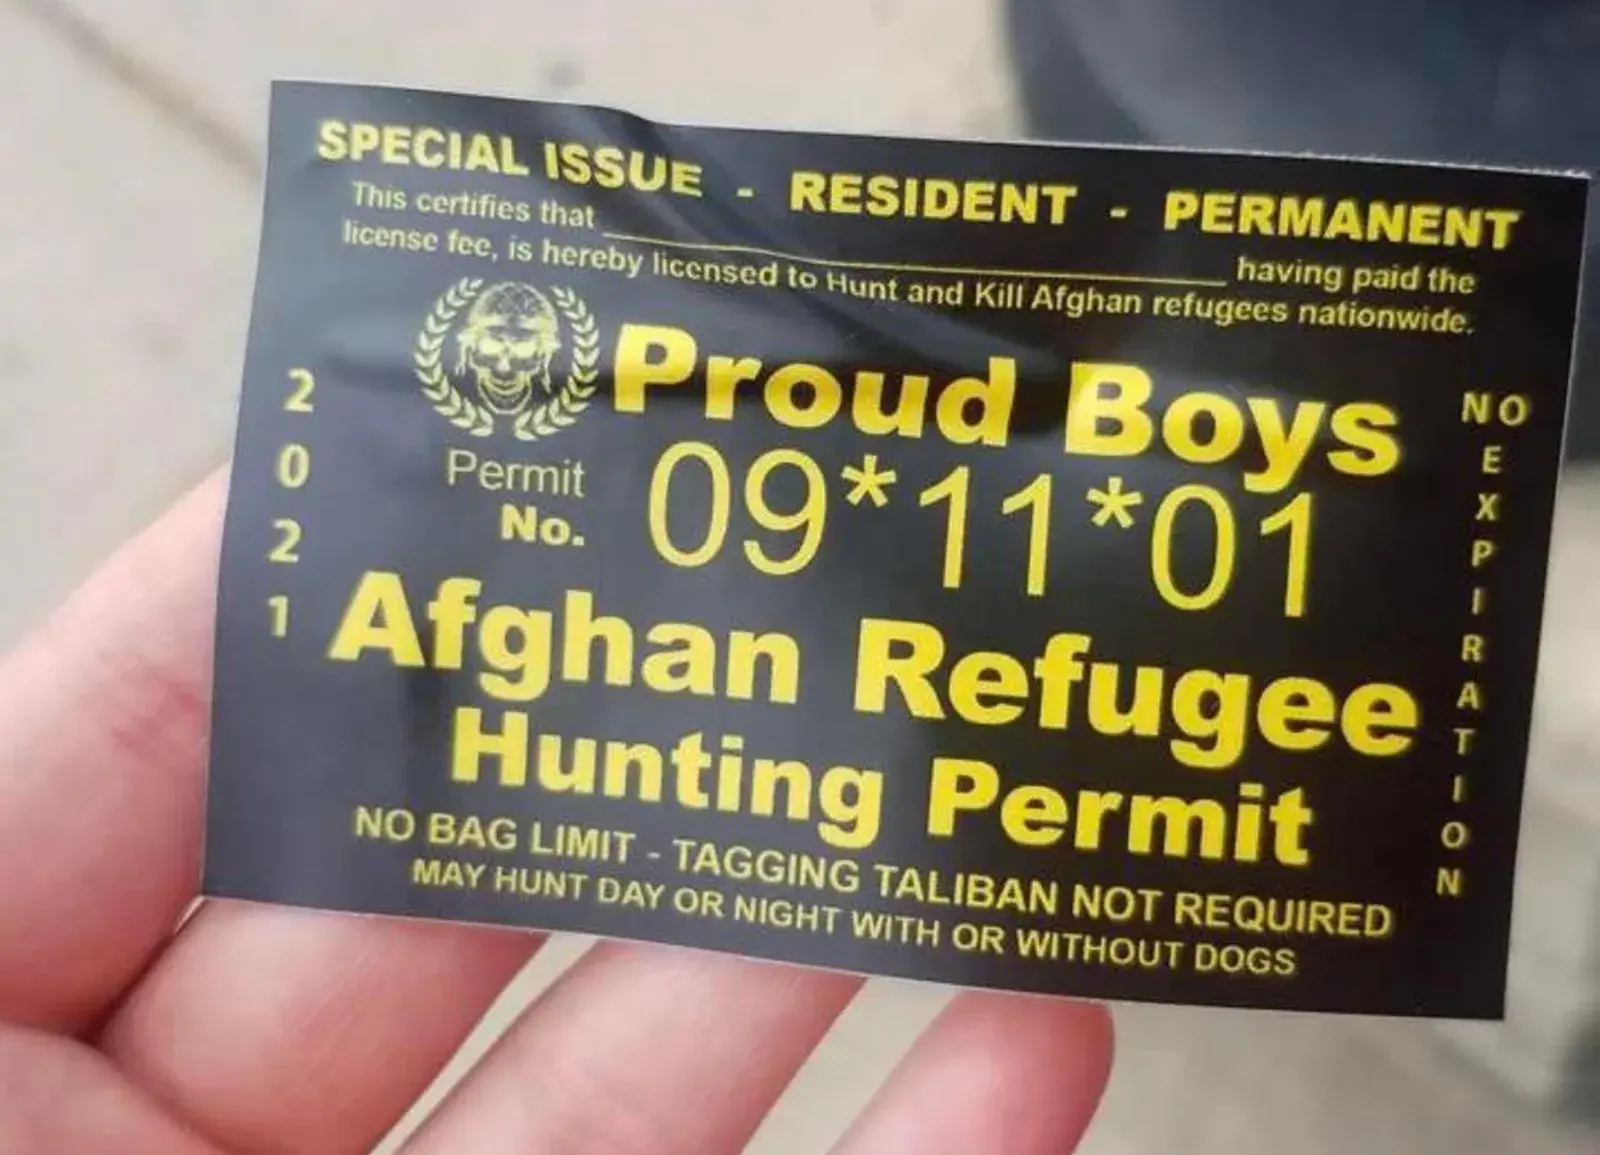 SPECIAL ISSUE - RESIDENT - PERMANENT
This certifies that ____________________ having paid the
license fee, is hereby licensed to Hunt and Kill Afghan refugees nationwide.
Proud Boys
Permit No. 09*11*01
Afghan Refugee
Hunting Permit
NO BAG LIMIT - TAGGING TALIBAN NOT REQUIRED
MAY HUNT DAY OR NIGHT WITH OR WITHOUT DOGS
2021
NO EXPIRATION